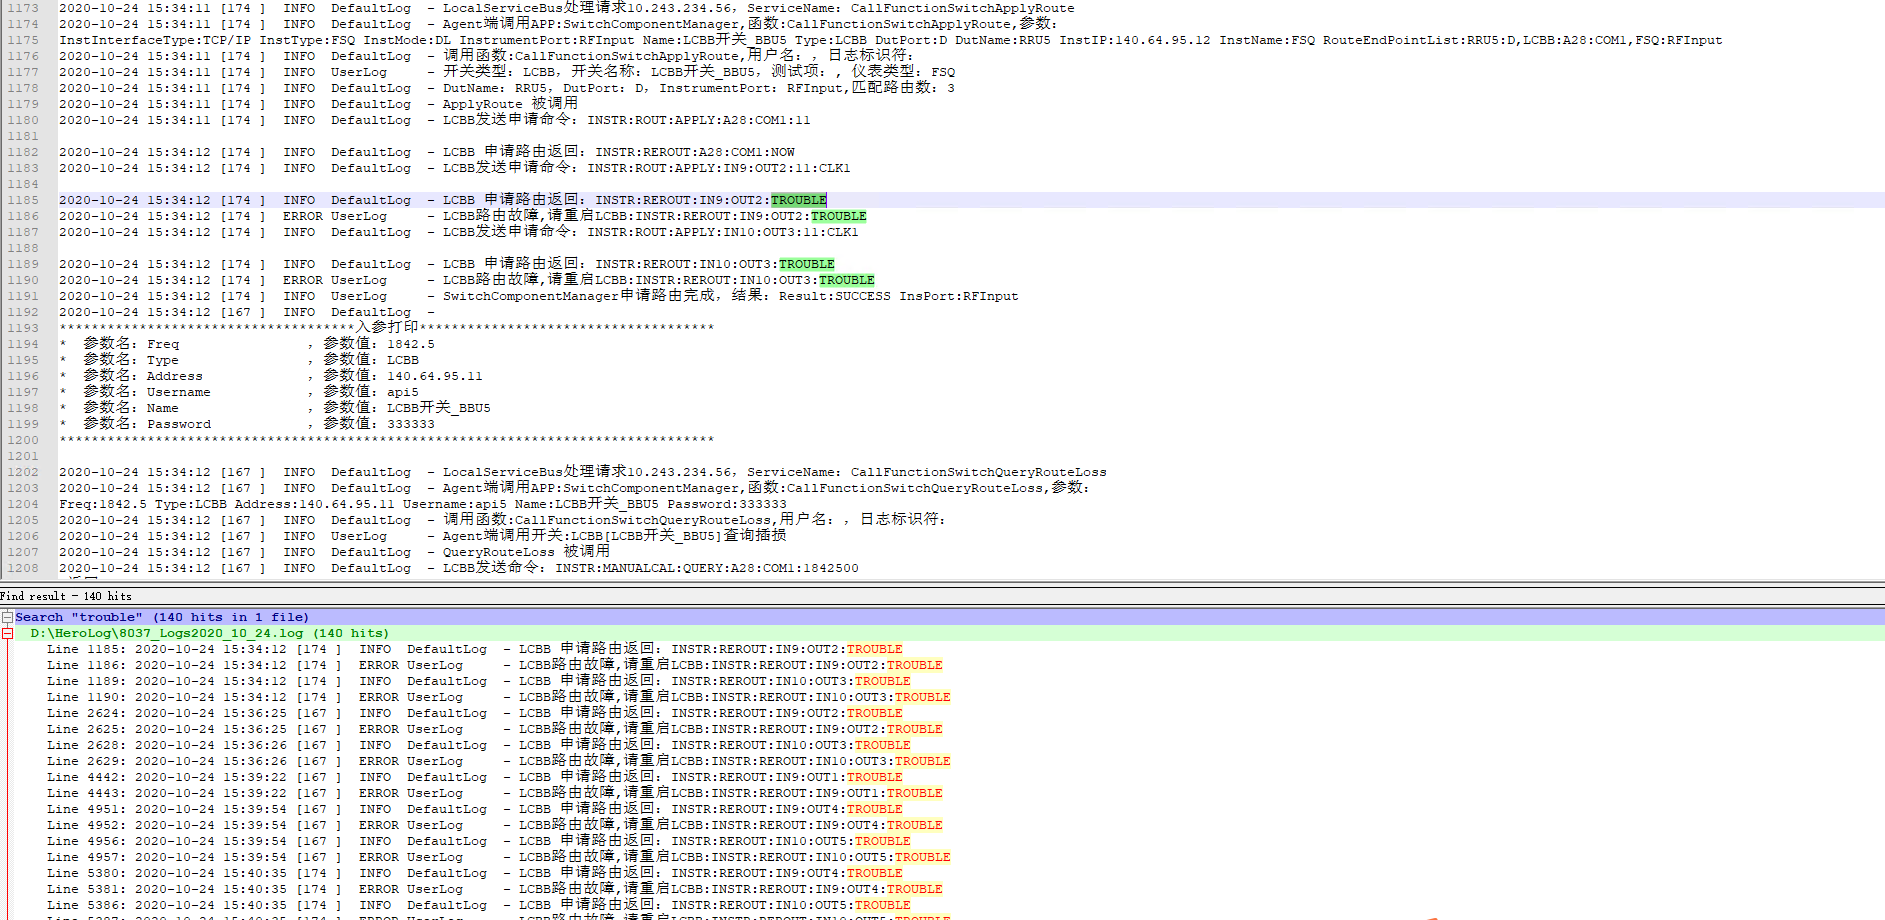 1173 2020-10-24 15:34:11 [174 ]  INFO  DefaultLog  - LocalServiceBus处理请求10.243.234.56, ServiceName: CallFunctionSwitchApplyRoute
1174 2020-10-24 15:34:11 [174 ]  INFO  DefaultLog  - Agent端调用APP:SwitchComponentManager,函数:CallFunctionSwitchApplyRoute,参数:
1175 InstInterfaceType:TCP/IP InstType:FSQ InstMode:DL InstrumentPort:RFInput Name:LCBB开关_BBU5 Type:LCBB DutPort:D DutName:RRU5 InstIP:140.64.95.12 InstName:FSQ RouteEndPointList:RRU5:D,LCBB:A28:COM1,FSQ:RFInput
1176 2020-10-24 15:34:11 [174 ]  INFO  DefaultLog  - 调用函数:CallFunctionSwitchApplyRoute,用户名: , 日志标识符:
1177 2020-10-24 15:34:11 [174 ]  INFO  UserLog     - 开关类型: LCBB, 开关名称: LCBB开关_BBU5, 测试项: , 仪表类型: FSQ
1178 2020-10-24 15:34:11 [174 ]  INFO  DefaultLog  - DutName: RRU5, DutPort: D, InstrumentPort: RFInput,匹配路由数: 3
1179 2020-10-24 15:34:11 [174 ]  INFO  DefaultLog  - ApplyRoute 被调用
1180 2020-10-24 15:34:11 [174 ]  INFO  DefaultLog  - LCBB发送申请命令: INSTR:ROUT:APPLY:A28:COM1:11
1181
1182 2020-10-24 15:34:12 [174 ]  INFO  DefaultLog  - LCBB 申请路由返回: INSTR:REROUT:A28:COM1:NOW
1183 2020-10-24 15:34:12 [174 ]  INFO  DefaultLog  - LCBB发送申请命令: INSTR:ROUT:APPLY:IN9:OUT2:11:CLK1
1184
1185 2020-10-24 15:34:12 [174 ]  INFO  DefaultLog  - LCBB 申请路由返回: INSTR:REROUT:IN9:OUT2:TROUBLE
1186 2020-10-24 15:34:12 [174 ]  ERROR UserLog     - LCBB路由故障,请重启LCBB:INSTR:REROUT:IN9:OUT2:TROUBLE
1187 2020-10-24 15:34:12 [174 ]  INFO  DefaultLog  - LCBB发送申请命令: INSTR:ROUT:APPLY:IN10:OUT3:11:CLK1
1188
1189 2020-10-24 15:34:12 [174 ]  INFO  DefaultLog  - LCBB 申请路由返回: INSTR:REROUT:IN10:OUT3:TROUBLE
1190 2020-10-24 15:34:12 [174 ]  ERROR UserLog     - LCBB路由故障,请重启LCBB:INSTR:REROUT:IN10:OUT3:TROUBLE
1191 2020-10-24 15:34:12 [174 ]  INFO  UserLog     - SwitchComponentManager申请路由完成, 结果: Result:SUCCESS InsPort:RFInput
1192 2020-10-24 15:34:12 [167 ]  INFO  DefaultLog  -
1193 *************************************入参打印*************************************
1194 *  参数名: Freq                , 参数值: 1842.5
1195 *  参数名: Type                , 参数值: LCBB
1196 *  参数名: Address             , 参数值: 140.64.95.11
1197 *  参数名: Username            , 参数值: api5
1198 *  参数名: Name                , 参数值: LCBB开关_BBU5
1199 *  参数名: Password            , 参数值: 333333
1200 **********************************************************************************
1201
1202 2020-10-24 15:34:12 [167 ]  INFO  DefaultLog  - LocalServiceBus处理请求10.243.234.56, ServiceName: CallFunctionSwitchQueryRouteLoss
1203 2020-10-24 15:34:12 [167 ]  INFO  DefaultLog  - Agent端调用APP:SwitchComponentManager,函数:CallFunctionSwitchQueryRouteLoss,参数:
1204 Freq:1842.5 Type:LCBB Address:140.64.95.11 Username:api5 Name:LCBB开关_BBU5 Password:333333
1205 2020-10-24 15:34:12 [167 ]  INFO  DefaultLog  - 调用函数:CallFunctionSwitchQueryRouteLoss,用户名: , 日志标识符:
1206 2020-10-24 15:34:12 [167 ]  INFO  UserLog     - Agent端调用开关:LCBB[LCBB开关_BBU5]查询插损
1207 2020-10-24 15:34:12 [167 ]  INFO  DefaultLog  - QueryRouteLoss 被调用
1208 2020-10-24 15:34:12 [167 ]  INFO  DefaultLog  - LCBB发送命令: INSTR:MANUALCAL:QUERY:A28:COM1:1842500
Find result - 140 hits
Search "trouble" (140 hits in 1 file)
D:\HeroLog\8037_Logs2020_10_24.log (140 hits)
Line 1185: 2020-10-24 15:34:12 [174 ]  INFO  DefaultLog  - LCBB 申请路由返回: INSTR:REROUT:IN9:OUT2:TROUBLE
Line 1186: 2020-10-24 15:34:12 [174 ]  ERROR UserLog     - LCBB路由故障,请重启LCBB:INSTR:REROUT:IN9:OUT2:TROUBLE
Line 1189: 2020-10-24 15:34:12 [174 ]  INFO  DefaultLog  - LCBB 申请路由返回: INSTR:REROUT:IN10:OUT3:TROUBLE
Line 1190: 2020-10-24 15:34:12 [174 ]  ERROR UserLog     - LCBB路由故障,请重启LCBB:INSTR:REROUT:IN10:OUT3:TROUBLE
Line 2624: 2020-10-24 15:36:25 [167 ]  INFO  DefaultLog  - LCBB 申请路由返回: INSTR:REROUT:IN9:OUT2:TROUBLE
Line 2625: 2020-10-24 15:36:25 [167 ]  ERROR UserLog     - LCBB路由故障,请重启LCBB:INSTR:REROUT:IN9:OUT2:TROUBLE
Line 2628: 2020-10-24 15:36:26 [167 ]  INFO  DefaultLog  - LCBB 申请路由返回: INSTR:REROUT:IN10:OUT3:TROUBLE
Line 2629: 2020-10-24 15:36:26 [167 ]  ERROR UserLog     - LCBB路由故障,请重启LCBB:INSTR:REROUT:IN10:OUT3:TROUBLE
Line 4442: 2020-10-24 15:39:22 [167 ]  INFO  DefaultLog  - LCBB 申请路由返回: INSTR:REROUT:IN9:OUT1:TROUBLE
Line 4443: 2020-10-24 15:39:22 [167 ]  ERROR UserLog     - LCBB路由故障,请重启LCBB:INSTR:REROUT:IN9:OUT1:TROUBLE
Line 4951: 2020-10-24 15:39:54 [167 ]  INFO  DefaultLog  - LCBB 申请路由返回: INSTR:REROUT:IN9:OUT4:TROUBLE
Line 4952: 2020-10-24 15:39:54 [167 ]  ERROR UserLog     - LCBB路由故障,请重启LCBB:INSTR:REROUT:IN9:OUT4:TROUBLE
Line 4956: 2020-10-24 15:39:54 [167 ]  INFO  DefaultLog  - LCBB 申请路由返回: INSTR:REROUT:IN10:OUT5:TROUBLE
Line 4957: 2020-10-24 15:39:54 [167 ]  ERROR UserLog     - LCBB路由故障,请重启LCBB:INSTR:REROUT:IN10:OUT5:TROUBLE
Line 5380: 2020-10-24 15:40:35 [174 ]  INFO  DefaultLog  - LCBB 申请路由返回: INSTR:REROUT:IN9:OUT4:TROUBLE
Line 5381: 2020-10-24 15:40:35 [174 ]  ERROR UserLog     - LCBB路由故障,请重启LCBB:INSTR:REROUT:IN9:OUT4:TROUBLE
Line 5386: 2020-10-24 15:40:35 [174 ]  INFO  DefaultLog  - LCBB 申请路由返回: INSTR:REROUT:IN10:OUT5:TROUBLE